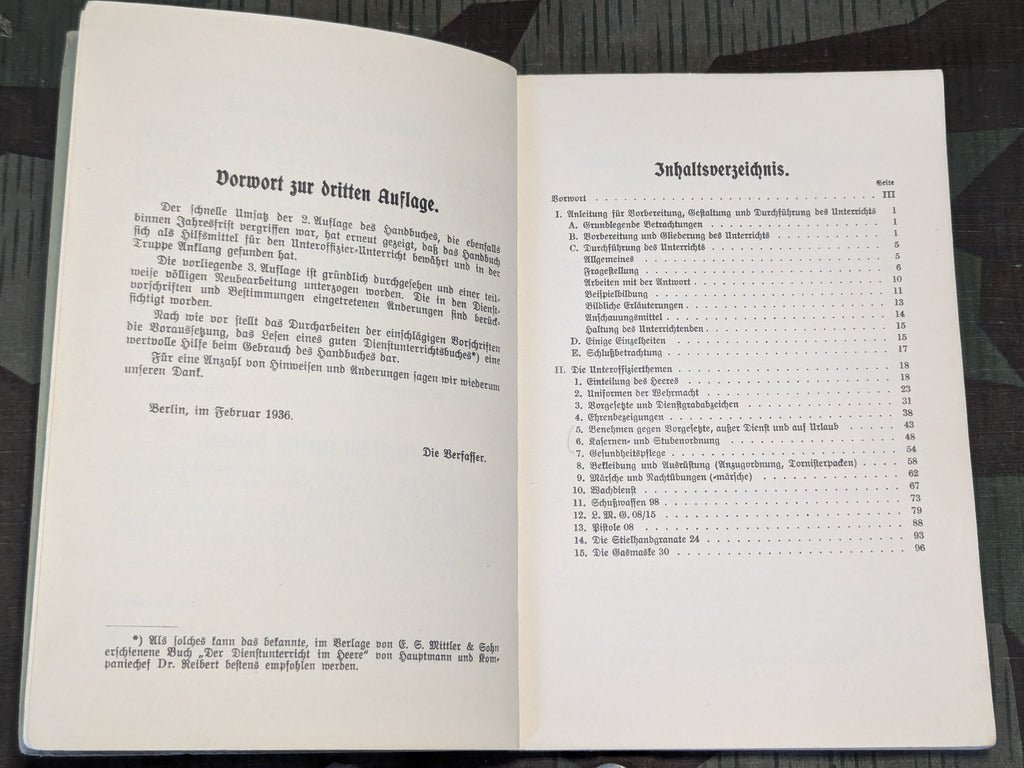 Vorwort zur dritten Auflage.
Der schnelle Umsatz der 2. Auflage des Handbuches, die ebenfalls
binnen Jahresfrist vergriffen war, hat erneut gezeigt, daß das Handbuch
sich als Hilfsmittel für den Unteroffizier-Unterricht bewährt und in der
Truppe Anklang gefunden hat.
Die vorliegende 3. Auflage ist gründlich durchgesehen und einer teil-
weise völligen Neubearbeitung unterzogen worden. Die in den Dienst-
vorschriften und Bestimmungen eingetretenen Änderungen sind berück-
sichtigt worden.
Nach wie vor stellt das Durcharbeiten der einschlägigen Vorschriften
die Voraussetzung, das Lesen eines guten Dienstunterrichtsbuches*) eine
wertvolle Hilfe beim Gebrauch des Handbuches dar.
Für eine Anzahl von Hinweisen und Änderungen sagen wir wiederum
unseren Dank.
Berlin, im Februar 1936.
Die Verfasser.
*) Als solches kann das bekannte, im Verlage von E. S. Mittler & Sohn
erschienene Buch „Der Dienstunterricht im Heere" von Hauptmann und Kom-
paniechef Dr. Reibert bestens empfohlen werden.
Inhaltsverzeichnis.
Seite
Vorwort . . . . . III
I. Anleitung für Vorbereitung, Gestaltung und Durchführung des Unterrichts 1
A. Grundlegende Betrachtungen . . . . . 1
B. Vorbereitung und Gliederung des Unterrichts . . . . . 1
C. Durchführung des Unterrichts . . . . . 5
Allgemeines . . . . . 5
Fragestellung . . . . . 6
Arbeiten mit der Antwort . . . . . 10
Beispielbildung . . . . . 11
Bildliche Erläuterungen . . . . . 13
Anschauungsmittel . . . . . 14
Haltung des Unterrichtenden . . . . . 15
D. Einige Einzelheiten . . . . . 15
E. Schlußbetrachtung . . . . . 17
II. Die Unteroffizierthemen . . . . . 18
1. Einteilung des Heeres . . . . . 18
2. Uniformen der Wehrmacht . . . . . 23
3. Vorgesetzte und Dienstgradabzeichen . . . . . 31
4. Ehrenbezeigungen . . . . . 38
5. Benehmen gegen Vorgesetzte, außer Dienst und auf Urlaub . . . . . 43
6. Kasernen- und Stubenordnung . . . . . 48
7. Gesundheitspflege . . . . . 54
8. Bekleidung und Ausrüstung (Anzugordnung, Tornisterpacken) . . . . . 58
9. Märsche und Nachtübungen (-märsche) . . . . . 62
10. Wachdienst . . . . . 67
11. Schußwaffen 98 . . . . . 73
12. L. M. G. 08/15 . . . . . 79
13. Pistole 08 . . . . . 88
14. Die Stielhandgranate 24 . . . . . 93
15. Die Gasmaske 30 . . . . . 96